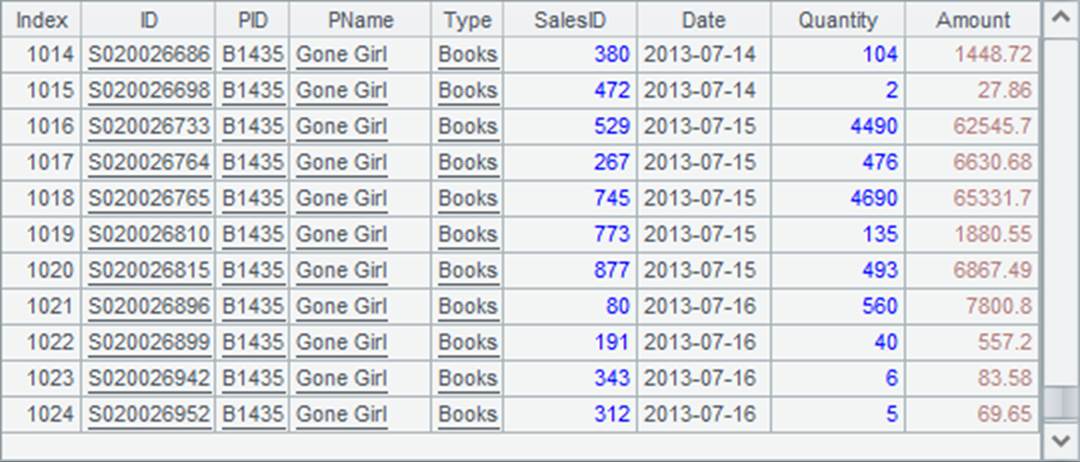 Index ID PID PName Type SalesID Date Quantity Amount
1014 S020026686 B1435 Gone Girl Books 380 2013-07-14 104 1448.72
1015 S020026698 B1435 Gone Girl Books 472 2013-07-14 2 27.86
1016 S020026733 B1435 Gone Girl Books 529 2013-07-15 4490 62545.7
1017 S020026764 B1435 Gone Girl Books 267 2013-07-15 476 6630.68
1018 S020026765 B1435 Gone Girl Books 745 2013-07-15 4690 65331.7
1019 S020026810 B1435 Gone Girl Books 773 2013-07-15 135 1880.55
1020 S020026815 B1435 Gone Girl Books 877 2013-07-15 493 6867.49
1021 S020026896 B1435 Gone Girl Books 80 2013-07-16 560 7800.8
1022 S020026899 B1435 Gone Girl Books 191 2013-07-16 40 557.2
1023 S020026942 B1435 Gone Girl Books 343 2013-07-16 6 83.58
1024 S020026952 B1435 Gone Girl Books 312 2013-07-16 5 69.65